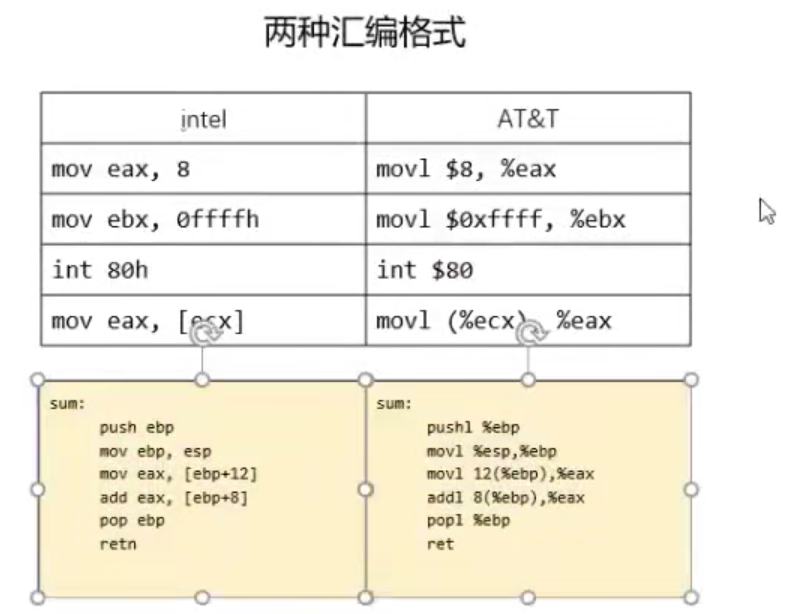 两种汇编格式
intel AT&T
mov eax, 8 movl $8, %eax
mov ebx, 0ffffh movl $0xffff, %ebx
int 80h int $80
mov eax, [ecx] movl (%ecx), %eax
sum:
push ebp
mov ebp, esp
mov eax, [ebp+12]
add eax, [ebp+8]
pop ebp
retn
sum:
pushl %ebp
movl %esp,%ebp
movl 12(%ebp),%eax
addl 8(%ebp),%eax
popl %ebp
ret